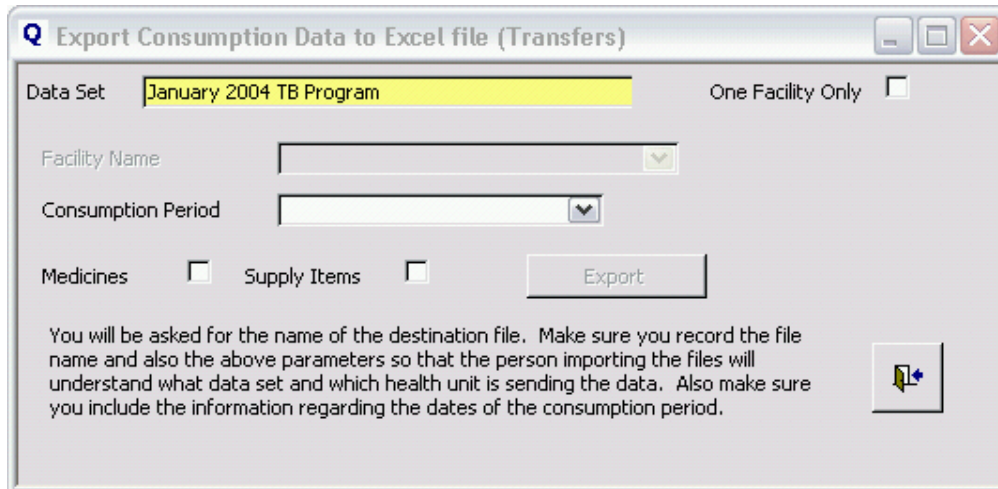 Q Export Consumption Data to Excel file (Transfers)
Data Set January 2004 TB Program One Facility Only
Facility Name
Consumption Period
Medicines Supply Items Export
You will be asked for the name of the destination file. Make sure you record the file
name and also the above parameters so that the person importing the files will
understand what data set and which health unit is sending the data. Also make sure
you include the information regarding the dates of the consumption period.